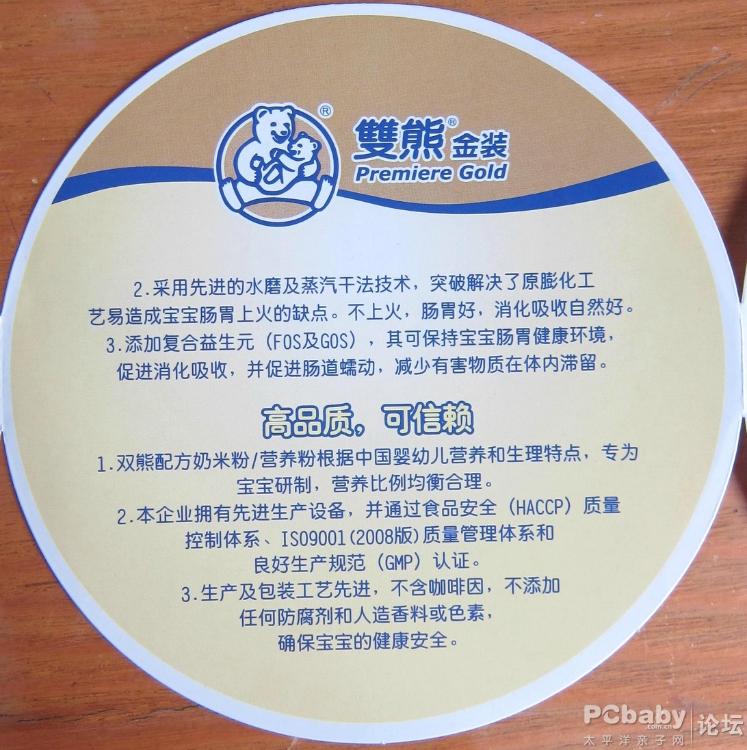 ®
雙熊®金装
Premiere Gold
2.采用先进的水磨及蒸汽干法技术，突破解决了原膨化工
艺易造成宝宝肠胃上火的缺点。不上火，肠胃好，消化吸收自然好。
3.添加复合益生元（FOS及GOS），其可保持宝宝肠胃健康环境，
促进消化吸收，并促进肠道蠕动，减少有害物质在体内滞留。
高品质，可信赖
1.双熊配方奶米粉/营养粉根据中国婴幼儿营养和生理特点，专为
宝宝研制，营养比例均衡合理。
2.本企业拥有先进生产设备，并通过食品安全（HACCP）质量
控制体系、ISO9001(2008版)质量管理体系和
良好生产规范（GMP）认证。
3.生产及包装工艺先进，不含咖啡因，不添加
任何防腐剂和人造香料或色素，
确保宝宝的健康安全。
PCbaby 论坛
.com.cn
太平洋亲子网